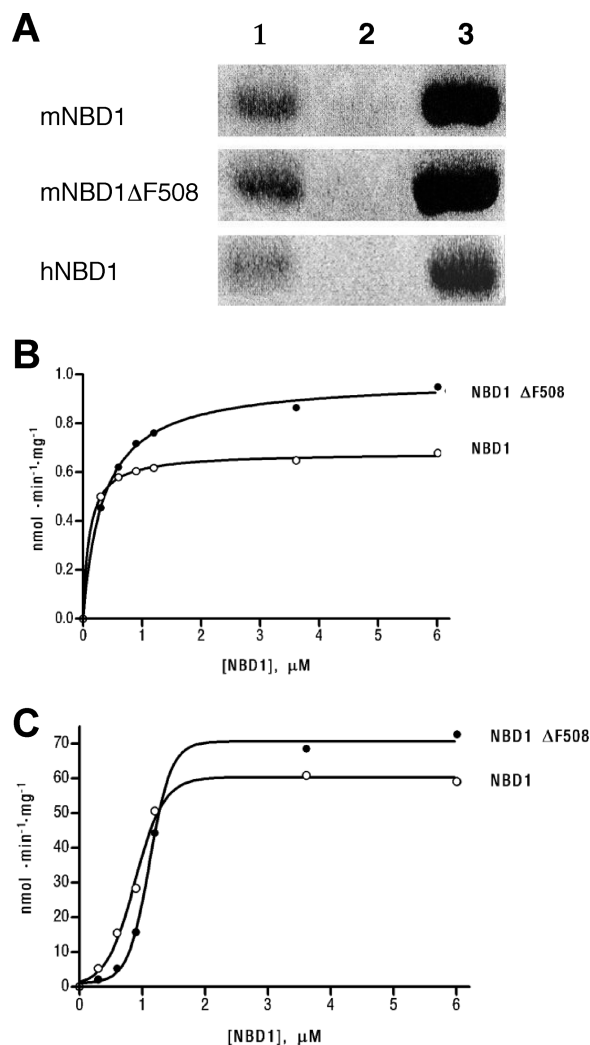 A
1 2 3
mNBD1
mNBD1ΔF508
hNBD1
B
1.0
0.8
0.6
0.4
0.2
0.0
nmol ·min⁻¹·mg⁻¹
NBD1 ΔF508
NBD1
0 1 2 3 4 5 6
[NBD1], μM
C
70
60
50
40
30
20
10
0
nmol ·min⁻¹·mg⁻¹
NBD1 ΔF508
NBD1
0 1 2 3 4 5 6
[NBD1], μM